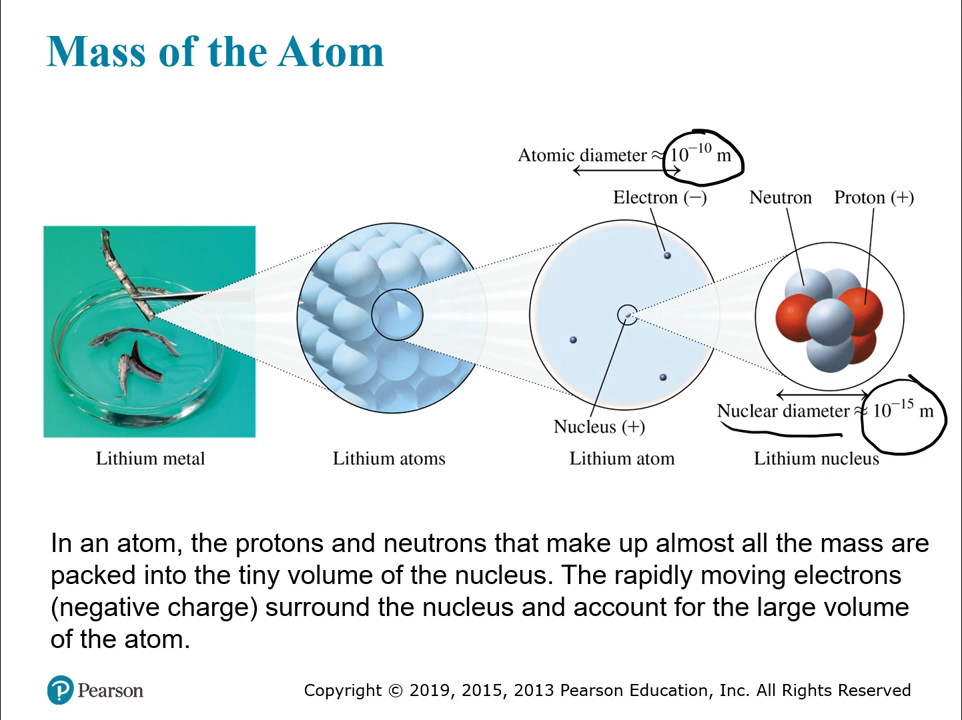 Mass of the Atom
Atomic diameter ≈ 10⁻¹⁰ m
Electron (−)
Neutron
Proton (+)
Nucleus (+)
Nuclear diameter ≈ 10⁻¹⁵ m
Lithium metal
Lithium atoms
Lithium atom
Lithium nucleus
In an atom, the protons and neutrons that make up almost all the mass are
packed into the tiny volume of the nucleus. The rapidly moving electrons
(negative charge) surround the nucleus and account for the large volume
of the atom.
P Pearson
Copyright © 2019, 2015, 2013 Pearson Education, Inc. All Rights Reserved